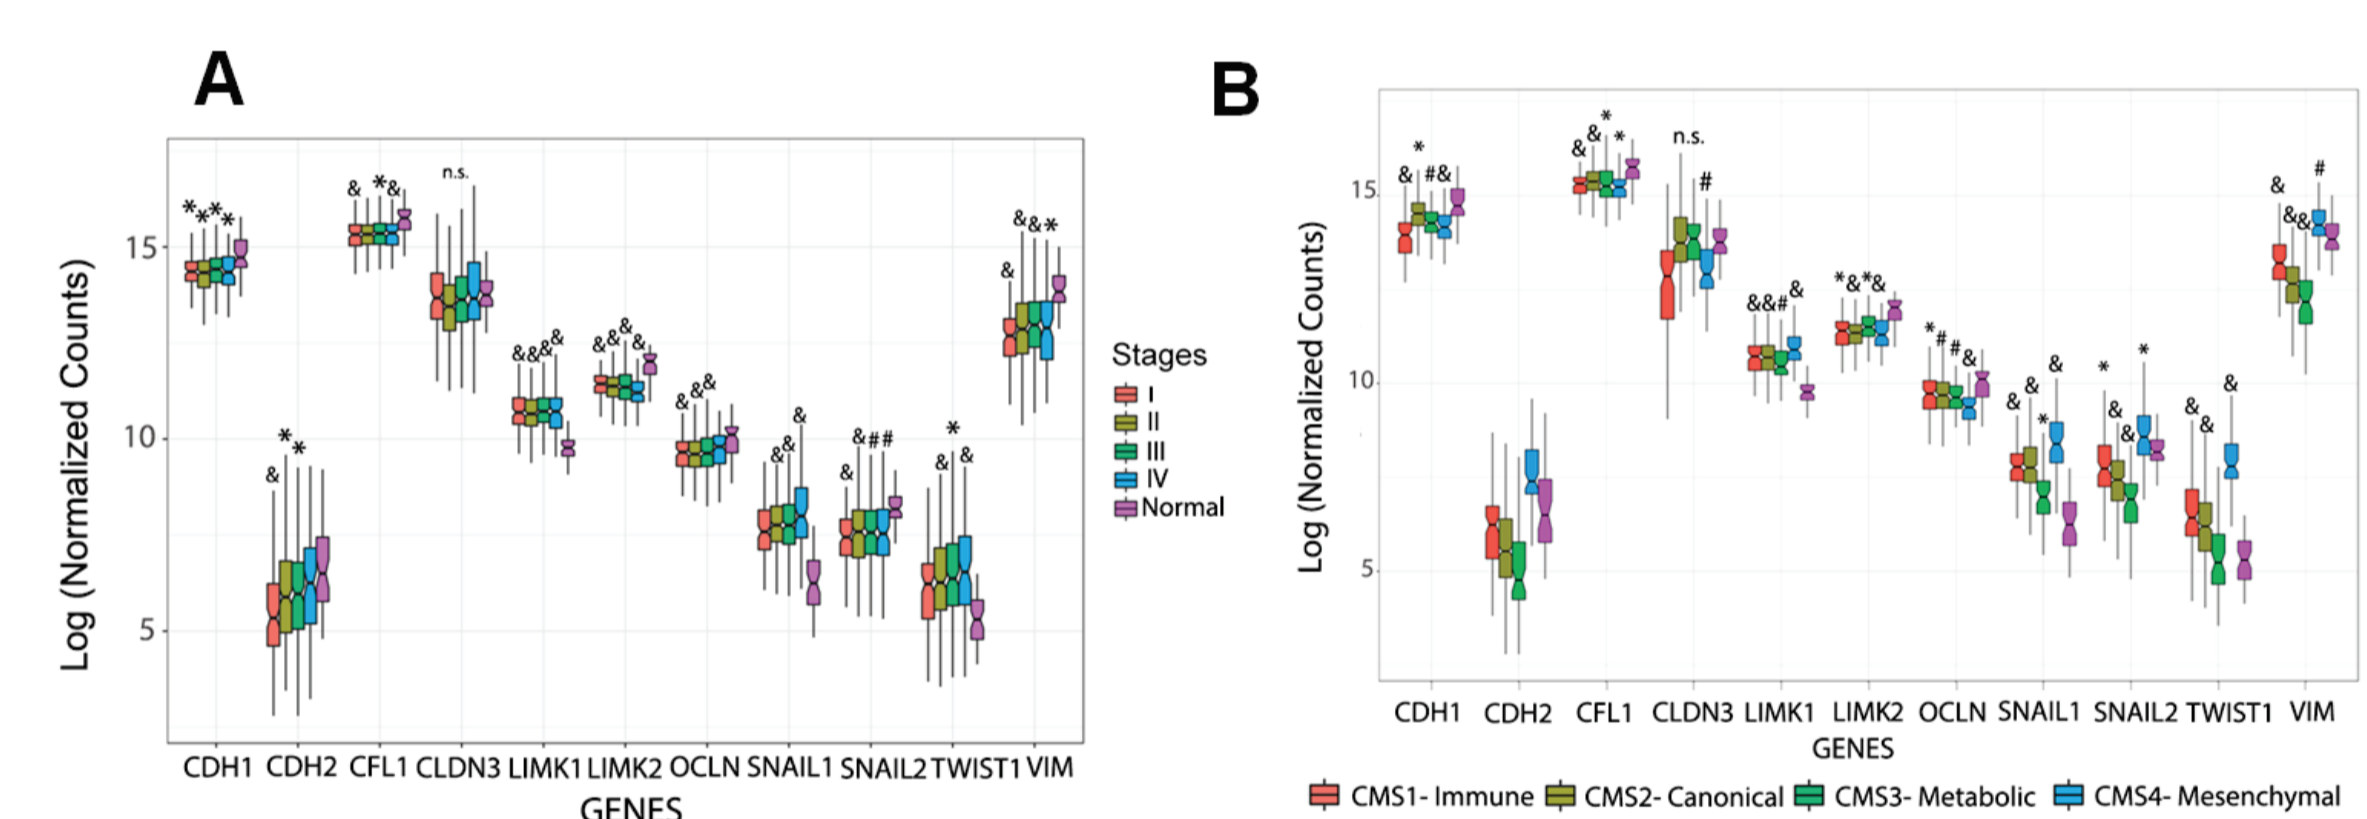 A
Log (Normalized Counts)
15
10
5
* * * *
& * *
& * &
n.s.
& & & &
& & & &
& & &
& & &
& & # #
& * &
& & & *
CDH1 CDH2 CFL1 CLDN3 LIMK1 LIMK2 OCLN SNAIL1 SNAIL2 TWIST1 VIM
GENES
Stages
I
II
III
IV
Normal
B
Log (Normalized Counts)
15
10
5
& * # &
& & * *
n.s. #
& & # &
* & * &
* # # &
& & * &
* & & *
& & &
& & & #
CDH1 CDH2 CFL1 CLDN3 LIMK1 LIMK2 OCLN SNAIL1 SNAIL2 TWIST1 VIM
GENES
CMS1- Immune CMS2- Canonical CMS3- Metabolic CMS4- Mesenchymal